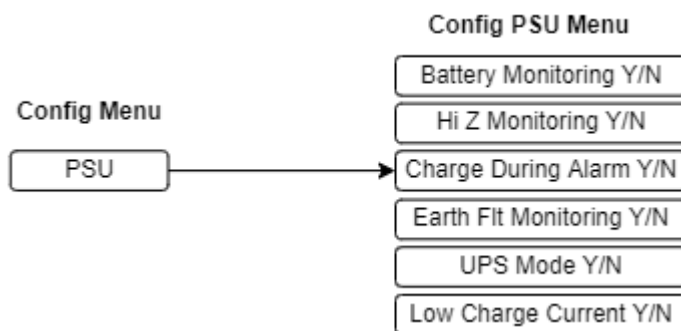 Config PSU Menu
Battery Monitoring Y/N
Config Menu
Hi Z Monitoring Y/N
PSU
Charge During Alarm Y/N
Earth Flt Monitoring Y/N
UPS Mode Y/N
Low Charge Current Y/N